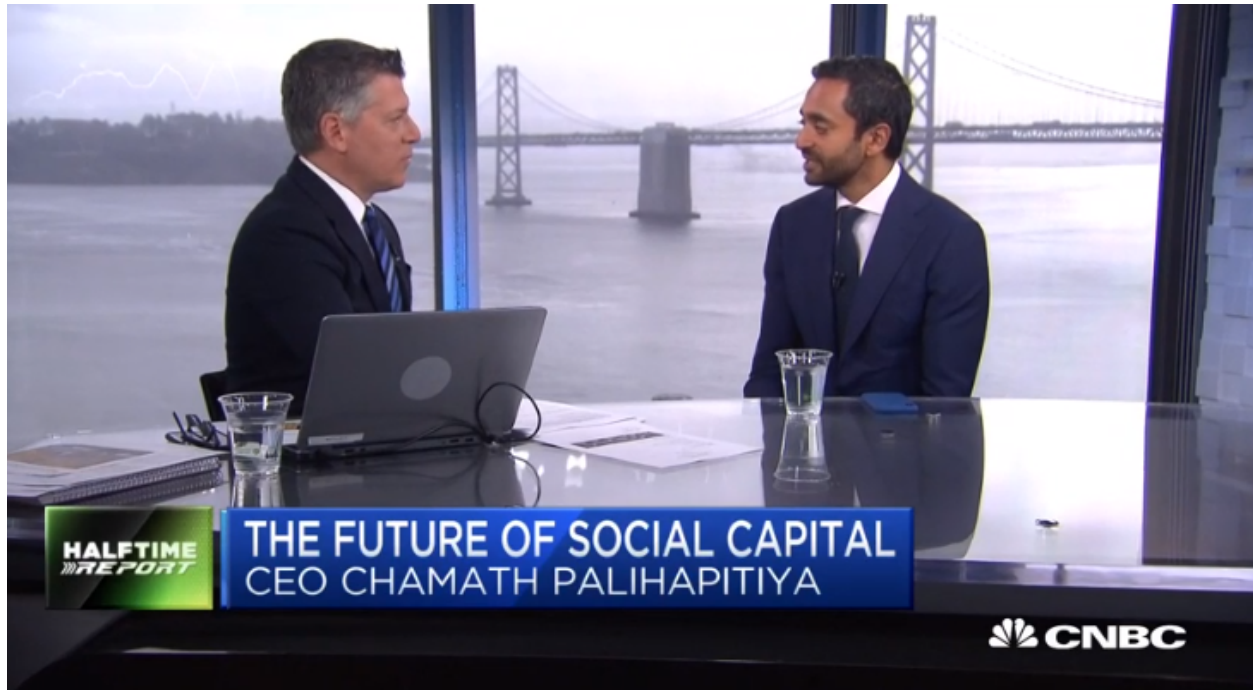 THE FUTURE OF SOCIAL CAPITAL
CEO CHAMATH PALIHAPITIYA
HALFTIME
REPORT
CNBC